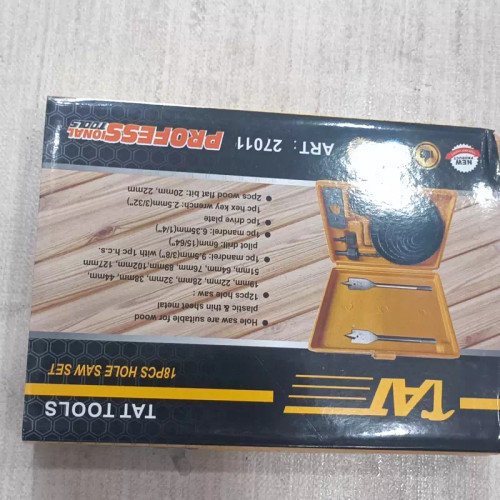 TAT TOOLS
TAT
18PCS HOLE SAW SET
Hole saw are suitable for wood
plastic & thin sheet metal
● 12pcs hole saw :
19mm, 22mm, 28mm, 32mm, 38mm, 44mm,
51mm, 64mm, 76mm, 89mm, 102mm, 127mm
● 1pc mandrel: 9.5mm(3/8") with 1pc h.c.s.
pilot drill: 6mm(15/64")
● 1pc mandrel: 6.35mm(1/4")
● 1pc drive plate
● 1pc hex key wrench: 2.5mm(3/32")
● 2pcs wood flat bit: 20mm, 22mm
NEW
ART: 27011
PROFESSIONAL
TOOLS